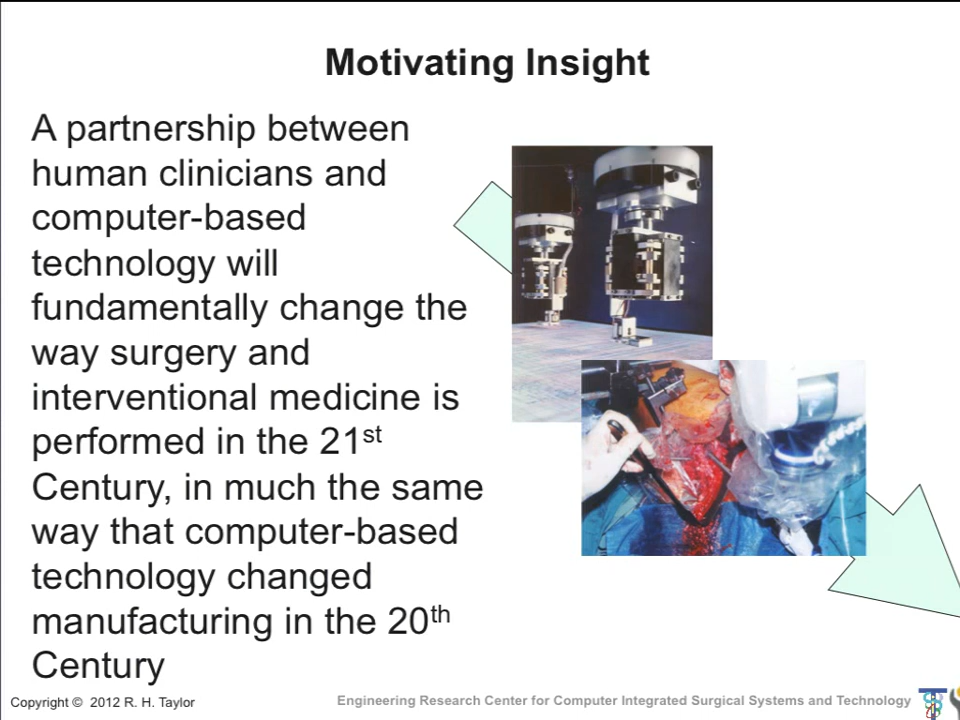 Motivating Insight
A partnership between
human clinicians and
computer-based
technology will
fundamentally change the
way surgery and
interventional medicine is
performed in the 21st
Century, in much the same
way that computer-based
technology changed
manufacturing in the 20th
Century
Copyright © 2012 R. H. Taylor
Engineering Research Center for Computer Integrated Surgical Systems and Technology